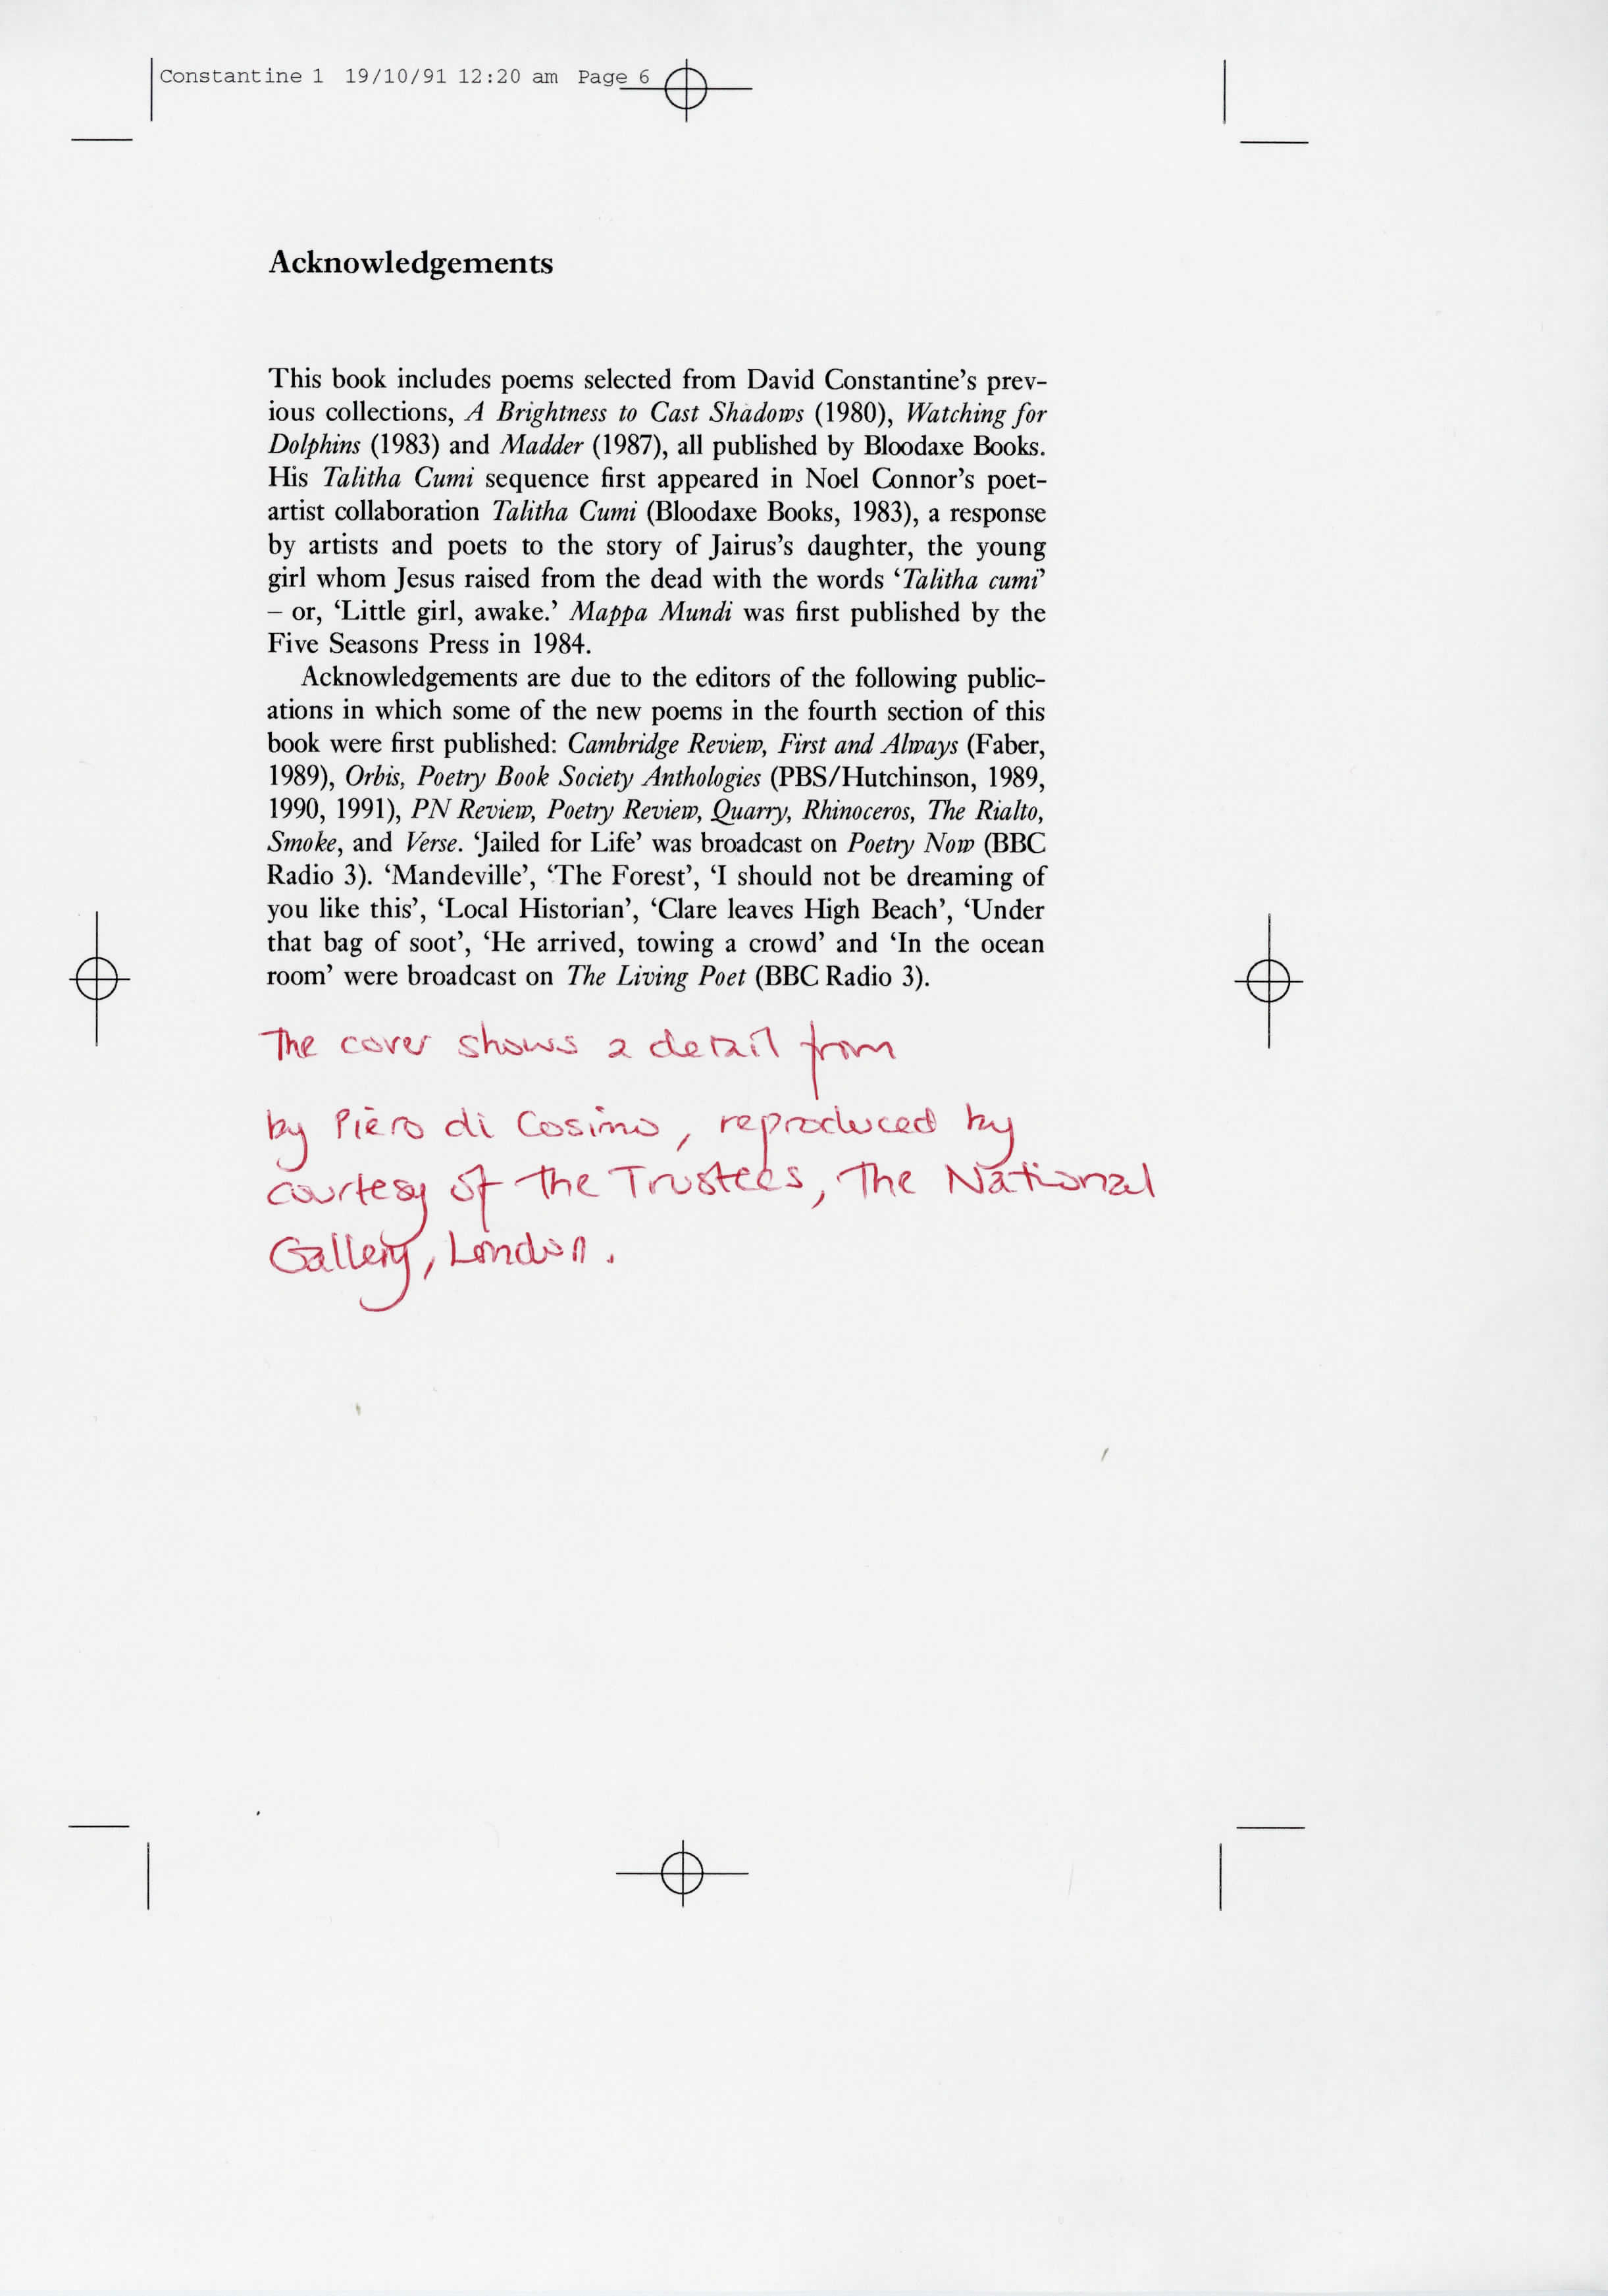 Constantine 1 19/10/91 12:20 am Page 6
Acknowledgements
This book includes poems selected from David Constantine's prev-
ious collections, A Brightness to Cast Shadows (1980), Watching for
Dolphins (1983) and Madder (1987), all published by Bloodaxe Books.
His Talitha Cumi sequence first appeared in Noel Connor's poet-
artist collaboration Talitha Cumi (Bloodaxe Books, 1983), a response
by artists and poets to the story of Jairus's daughter, the young
girl whom Jesus raised from the dead with the words ‘Talitha cumi’
– or, ‘Little girl, awake.’ Mappa Mundi was first published by the
Five Seasons Press in 1984.
Acknowledgements are due to the editors of the following public-
ations in which some of the new poems in the fourth section of this
book were first published: Cambridge Review, First and Always (Faber,
1989), Orbis, Poetry Book Society Anthologies (PBS/Hutchinson, 1989,
1990, 1991), PN Review, Poetry Review, Quarry, Rhinoceros, The Rialto,
Smoke, and Verse. ‘Jailed for Life’ was broadcast on Poetry Now (BBC
Radio 3). ‘Mandeville’, ‘The Forest’, ‘I should not be dreaming of
you like this’, ‘Local Historian’, ‘Clare leaves High Beach’, ‘Under
that bag of soot’, ‘He arrived, towing a crowd’ and ‘In the ocean
room’ were broadcast on The Living Poet (BBC Radio 3).
The cover shows a detail from
by Piero di Cosimo, reproduced by
courtesy of the Trustees, The National
Gallery, London.